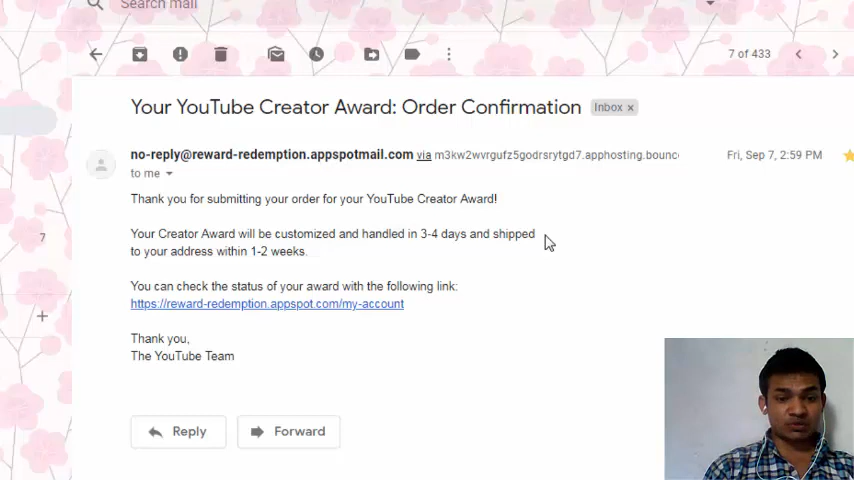 Search mail
7 of 433
Your YouTube Creator Award: Order Confirmation
Inbox x
no-reply@reward-redemption.appspotmail.com via m3kw2wvrgufz5godrsrytgd7.apphosting.bounc
Fri, Sep 7, 2:59 PM
to me
Thank you for submitting your order for your YouTube Creator Award!
Your Creator Award will be customized and handled in 3-4 days and shipped
to your address within 1-2 weeks.
7
You can check the status of your award with the following link:
https://reward-redemption.appspot.com/my-account
Thank you,
The YouTube Team
Reply
Forward